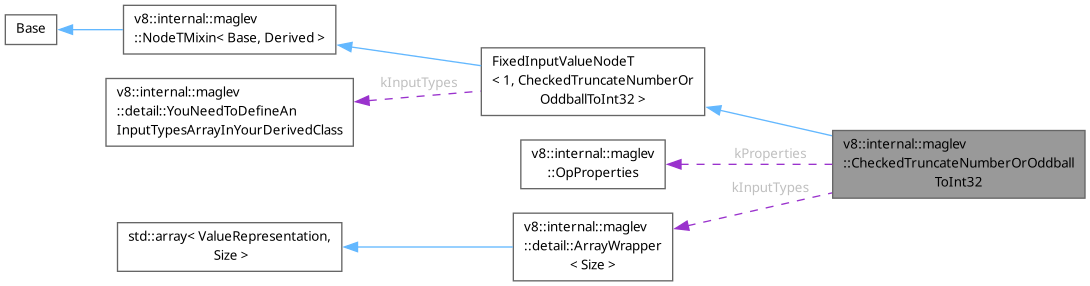 Base
v8::internal::maglev
::NodeTMixin< Base, Derived >
v8::internal::maglev
::detail::YouNeedToDefineAn
InputTypesArrayInYourDerivedClass
kInputTypes
FixedInputValueNodeT
< 1, CheckedTruncateNumberOr
OddballToInt32 >
v8::internal::maglev
::OpProperties
kProperties
kInputTypes
v8::internal::maglev
::CheckedTruncateNumberOrOddball
ToInt32
std::array< ValueRepresentation,
Size >
v8::internal::maglev
::detail::ArrayWrapper
< Size >